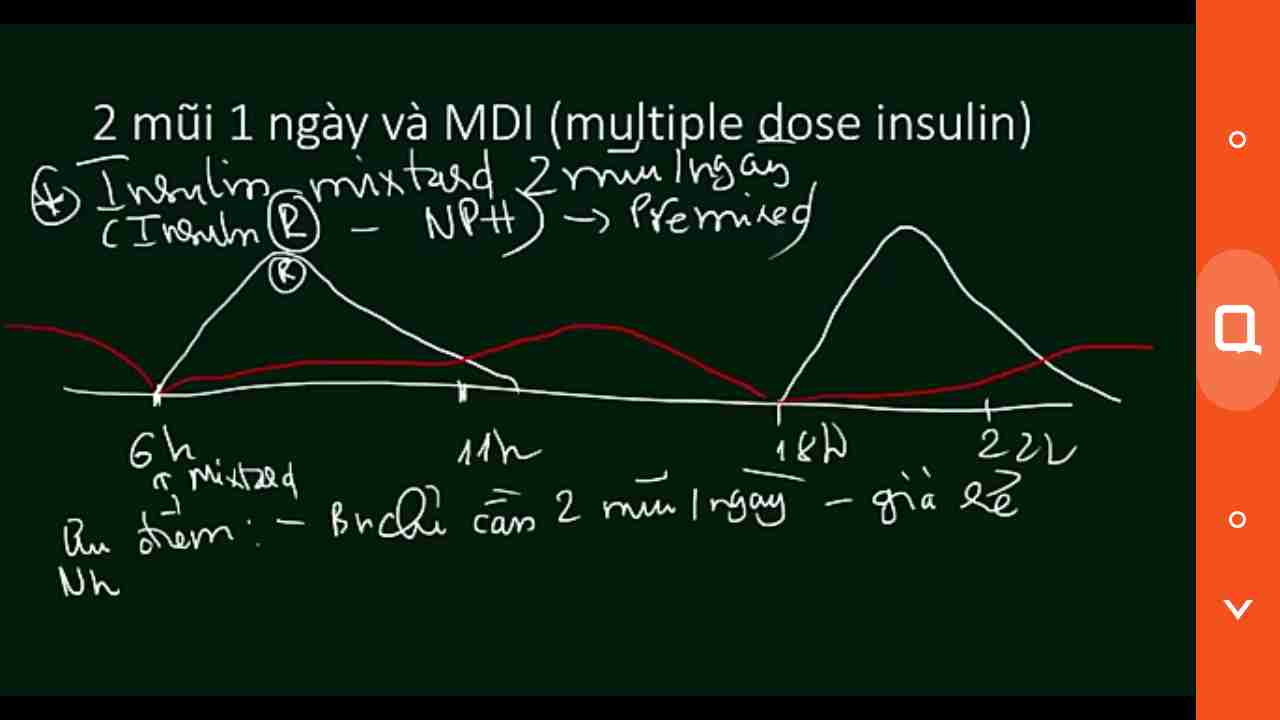 2 mũi 1 ngày và MDI (multiple dose insulin)
Insulin mixtard 2 mũi 1 ngày
(Insulin R - NPH) → Premixed
R
6h 11h 18h 22h
↑ Mixtard
Ưu điểm: - Bn chỉ cần 2 mũi 1 ngày - giá rẻ
Nh